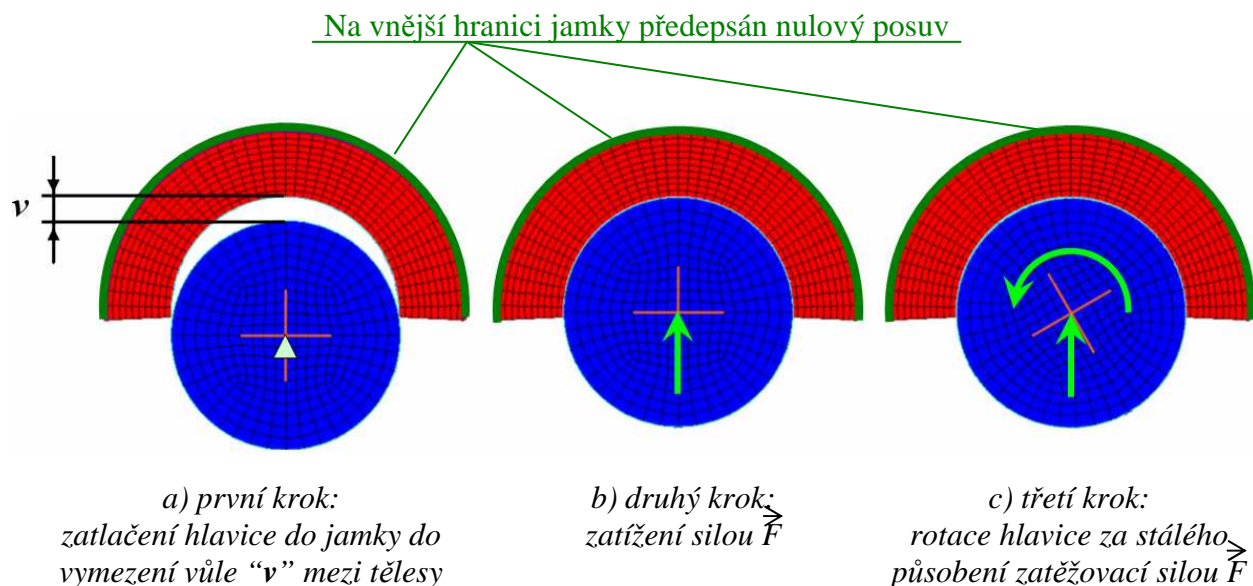 Na vnější hranici jamky předepsán nulový posuv
v
a) první krok:
zatlačení hlavice do jamky do
vymezení vůle “v” mezi tělesy
b) druhý krok:
zatížení silou F
c) třetí krok:
rotace hlavice za stálého
působení zatěžovací silou F